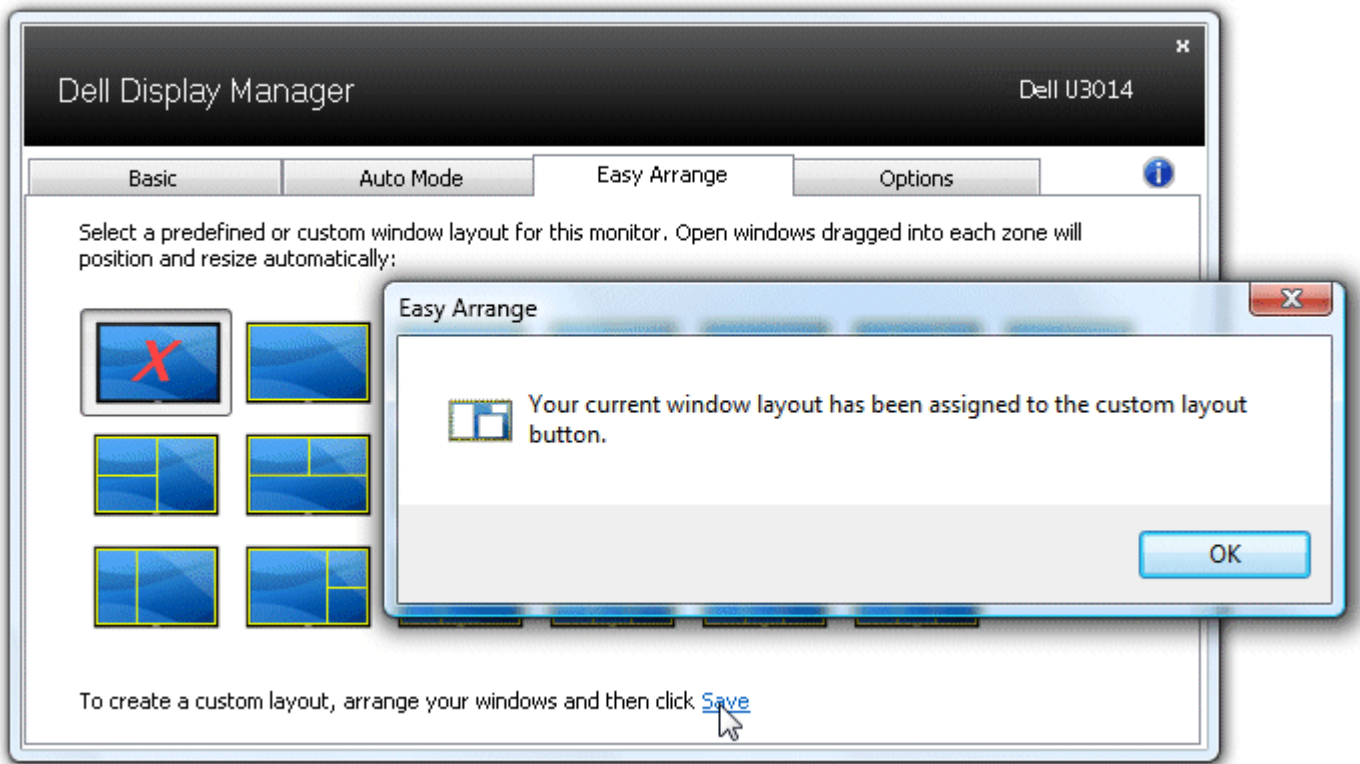 Dell Display Manager
Dell U3014
Basic
Auto Mode
Easy Arrange
Options
Select a predefined or custom window layout for this monitor. Open windows dragged into each zone will
position and resize automatically:
Easy Arrange
Your current window layout has been assigned to the custom layout
button.
OK
To create a custom layout, arrange your windows and then click Save